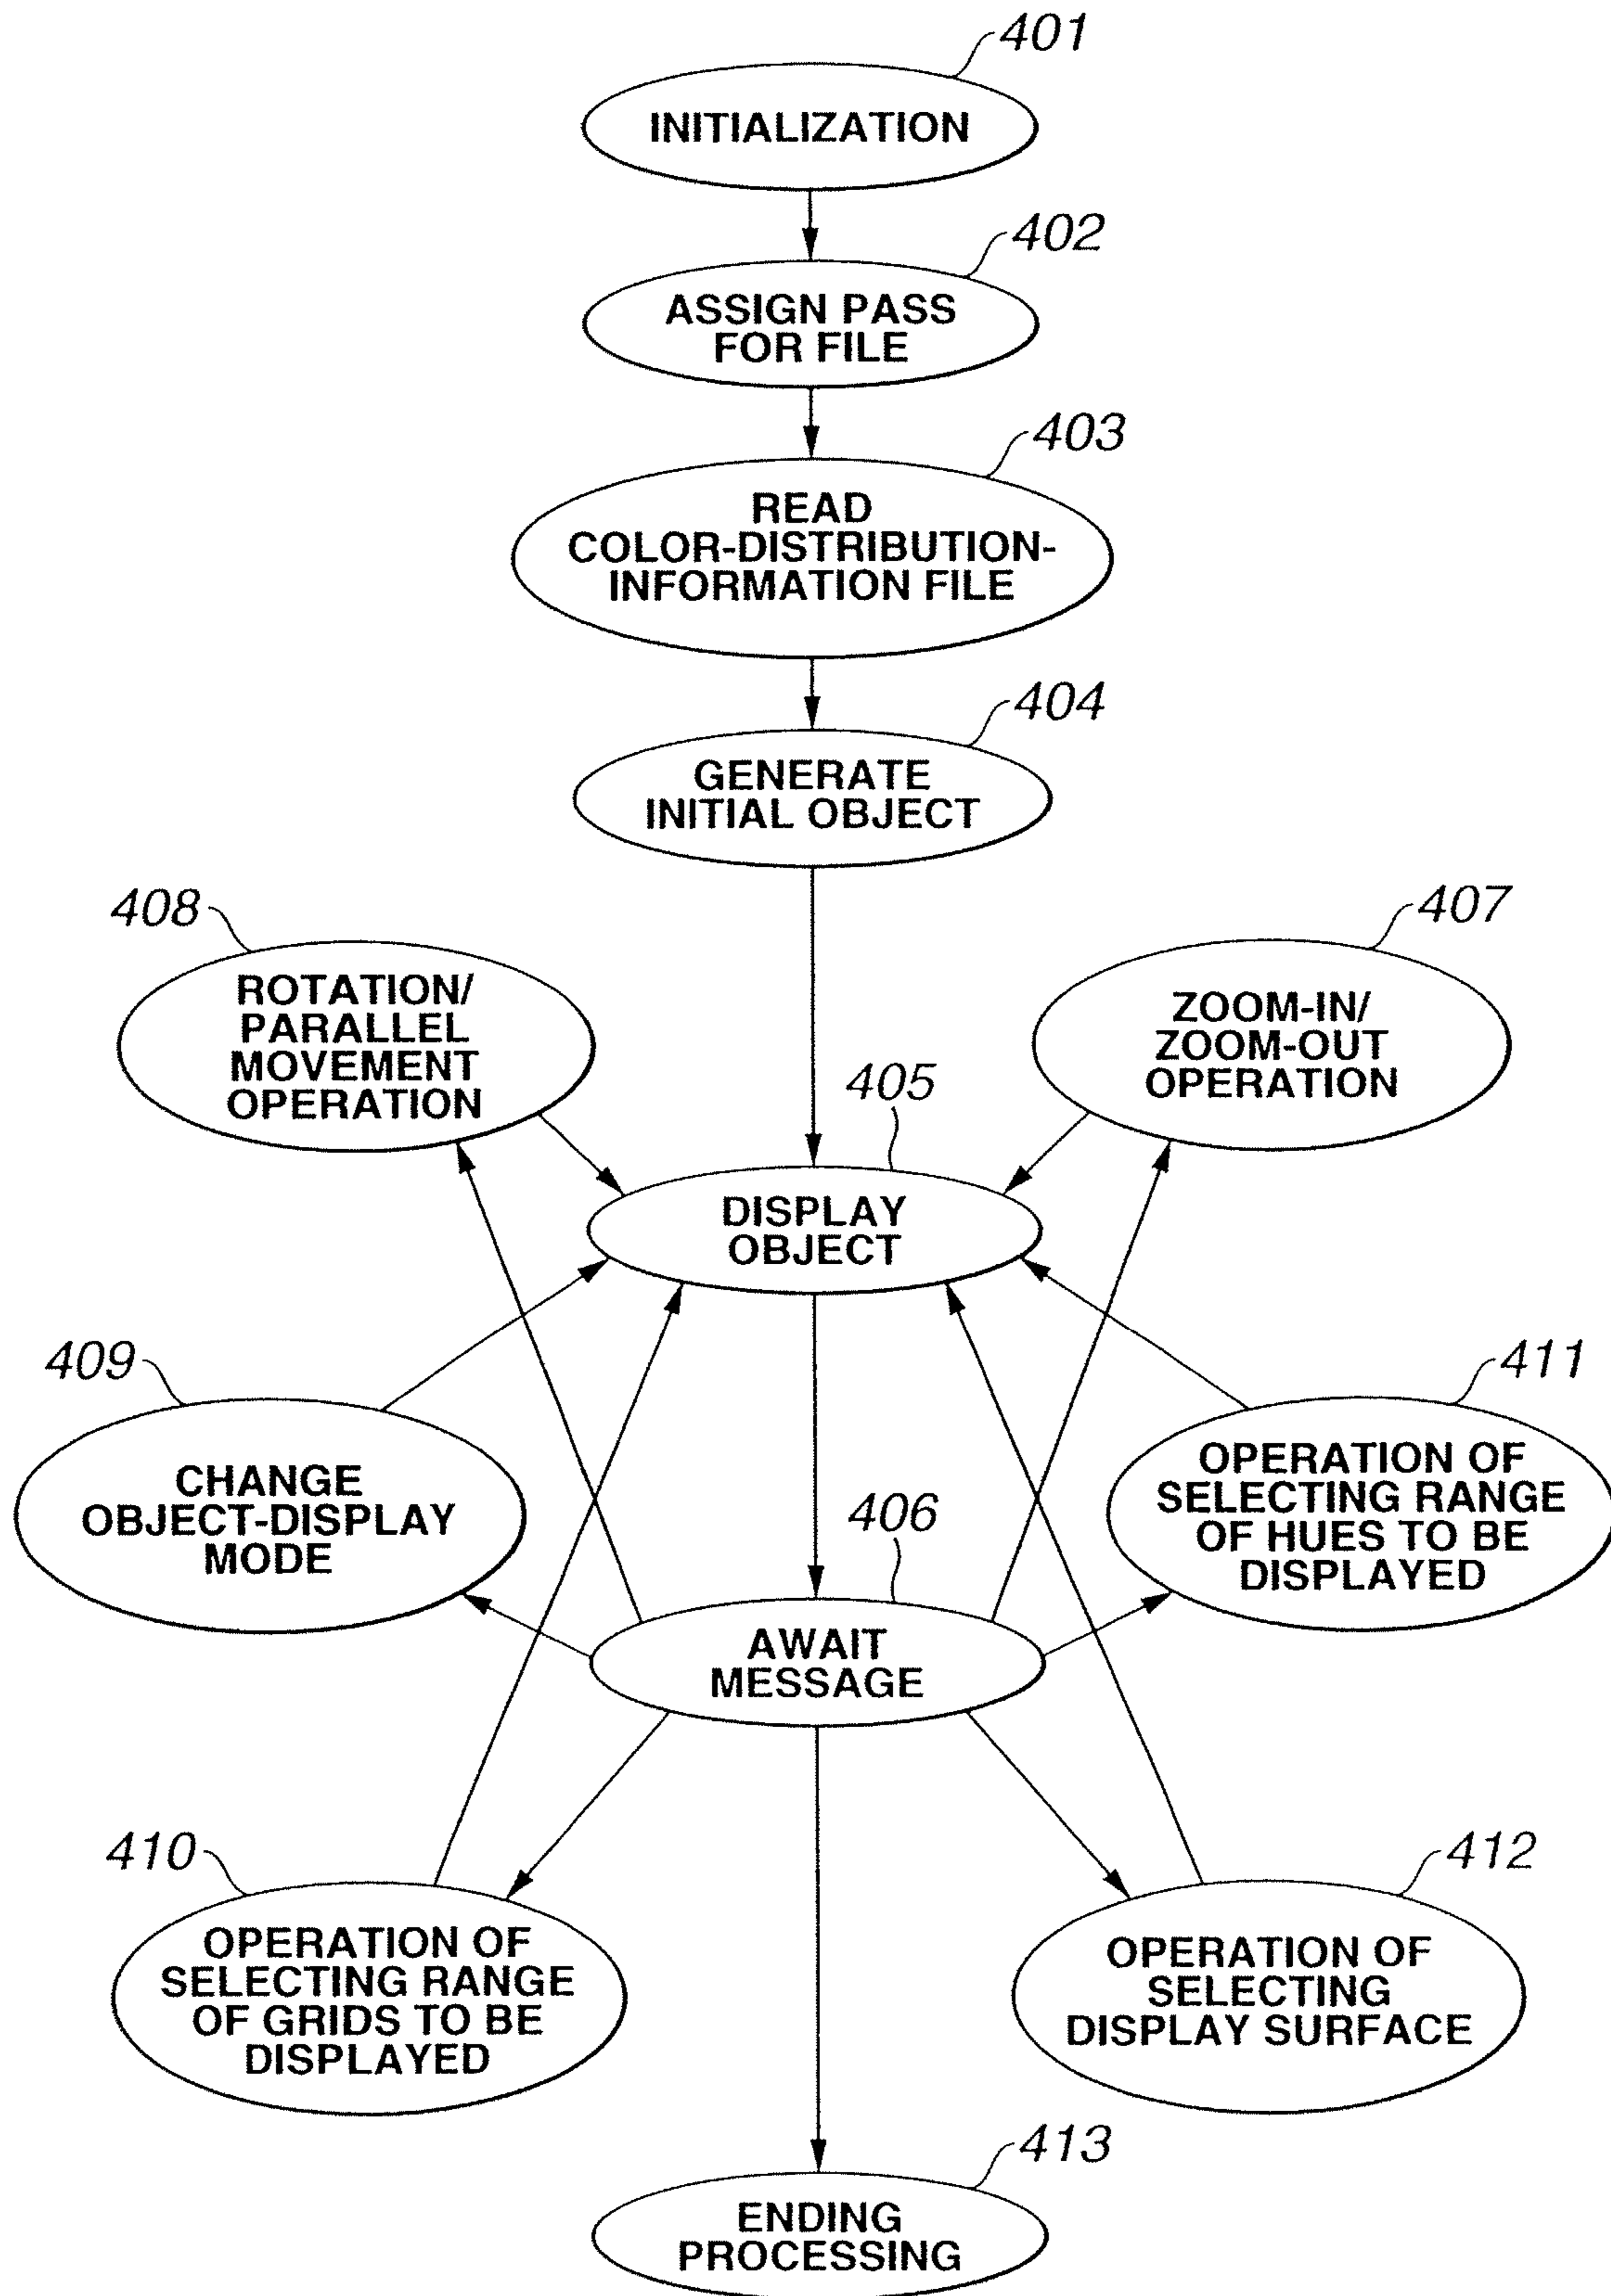 401
INITIALIZATION
402
ASSIGN PASS
FOR FILE
403
READ
COLOR-DISTRIBUTION-
INFORMATION FILE
404
GENERATE
INITIAL OBJECT
408
ROTATION/
PARALLEL
MOVEMENT
OPERATION
407
ZOOM-IN/
ZOOM-OUT
OPERATION
405
DISPLAY
OBJECT
409
CHANGE
OBJECT-DISPLAY
MODE
411
OPERATION OF
SELECTING RANGE
OF HUES TO BE
DISPLAYED
406
AWAIT
MESSAGE
410
OPERATION OF
SELECTING RANGE
OF GRIDS TO BE
DISPLAYED
412
OPERATION OF
SELECTING
DISPLAY SURFACE
413
ENDING
PROCESSING